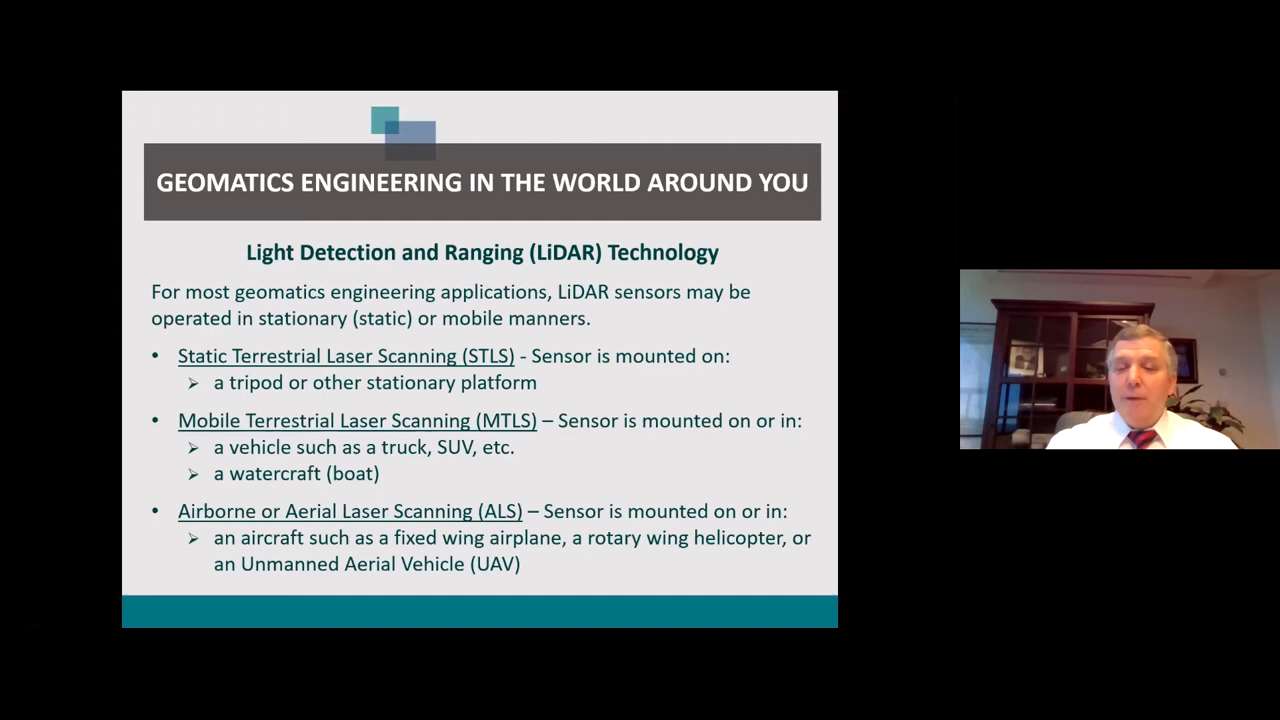 GEOMATICS ENGINEERING IN THE WORLD AROUND YOU
Light Detection and Ranging (LiDAR) Technology
For most geomatics engineering applications, LiDAR sensors may be
operated in stationary (static) or mobile manners.
• Static Terrestrial Laser Scanning (STLS) - Sensor is mounted on:
➢ a tripod or other stationary platform
• Mobile Terrestrial Laser Scanning (MTLS) – Sensor is mounted on or in:
➢ a vehicle such as a truck, SUV, etc.
➢ a watercraft (boat)
• Airborne or Aerial Laser Scanning (ALS) – Sensor is mounted on or in:
➢ an aircraft such as a fixed wing airplane, a rotary wing helicopter, or
an Unmanned Aerial Vehicle (UAV)